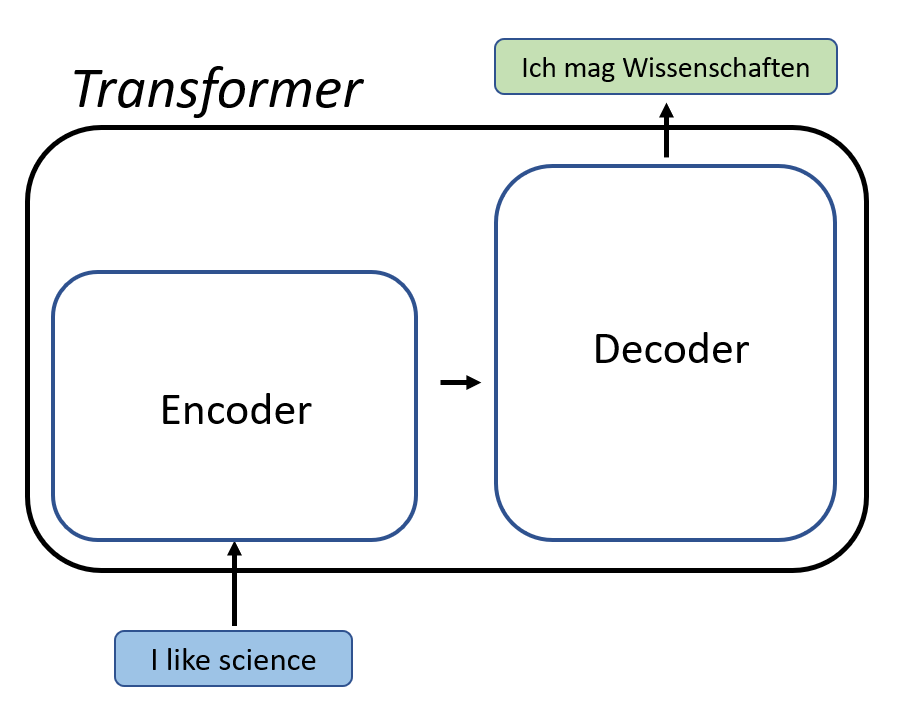 Transformer
Ich mag Wissenschaften
Encoder
Decoder
I like science